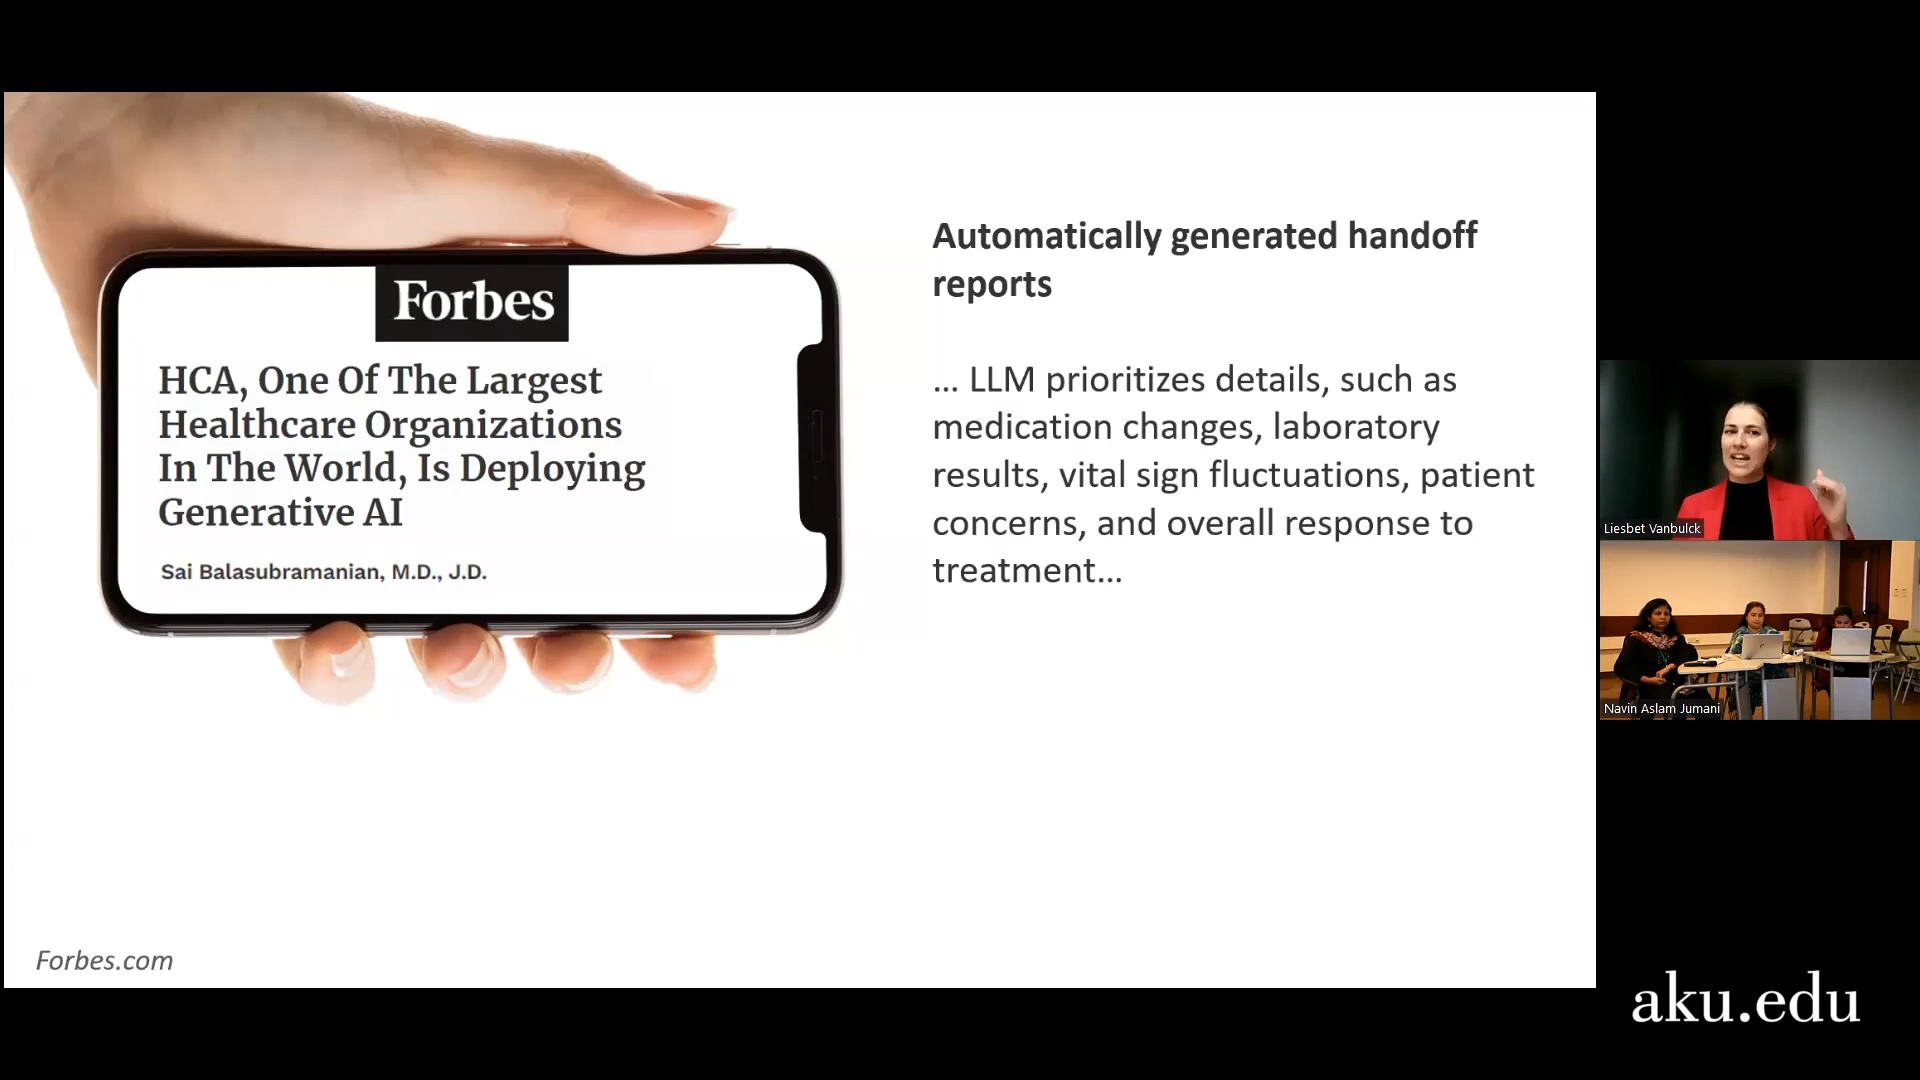 Forbes
HCA, One Of The Largest
Healthcare Organizations
In The World, Is Deploying
Generative AI
Sai Balasubramanian, M.D., J.D.
Automatically generated handoff
reports
... LLM prioritizes details, such as
medication changes, laboratory
results, vital sign fluctuations, patient
concerns, and overall response to
treatment...
Forbes.com
Liesbet Vanbulck
Navin Aslam Jumani
aku.edu